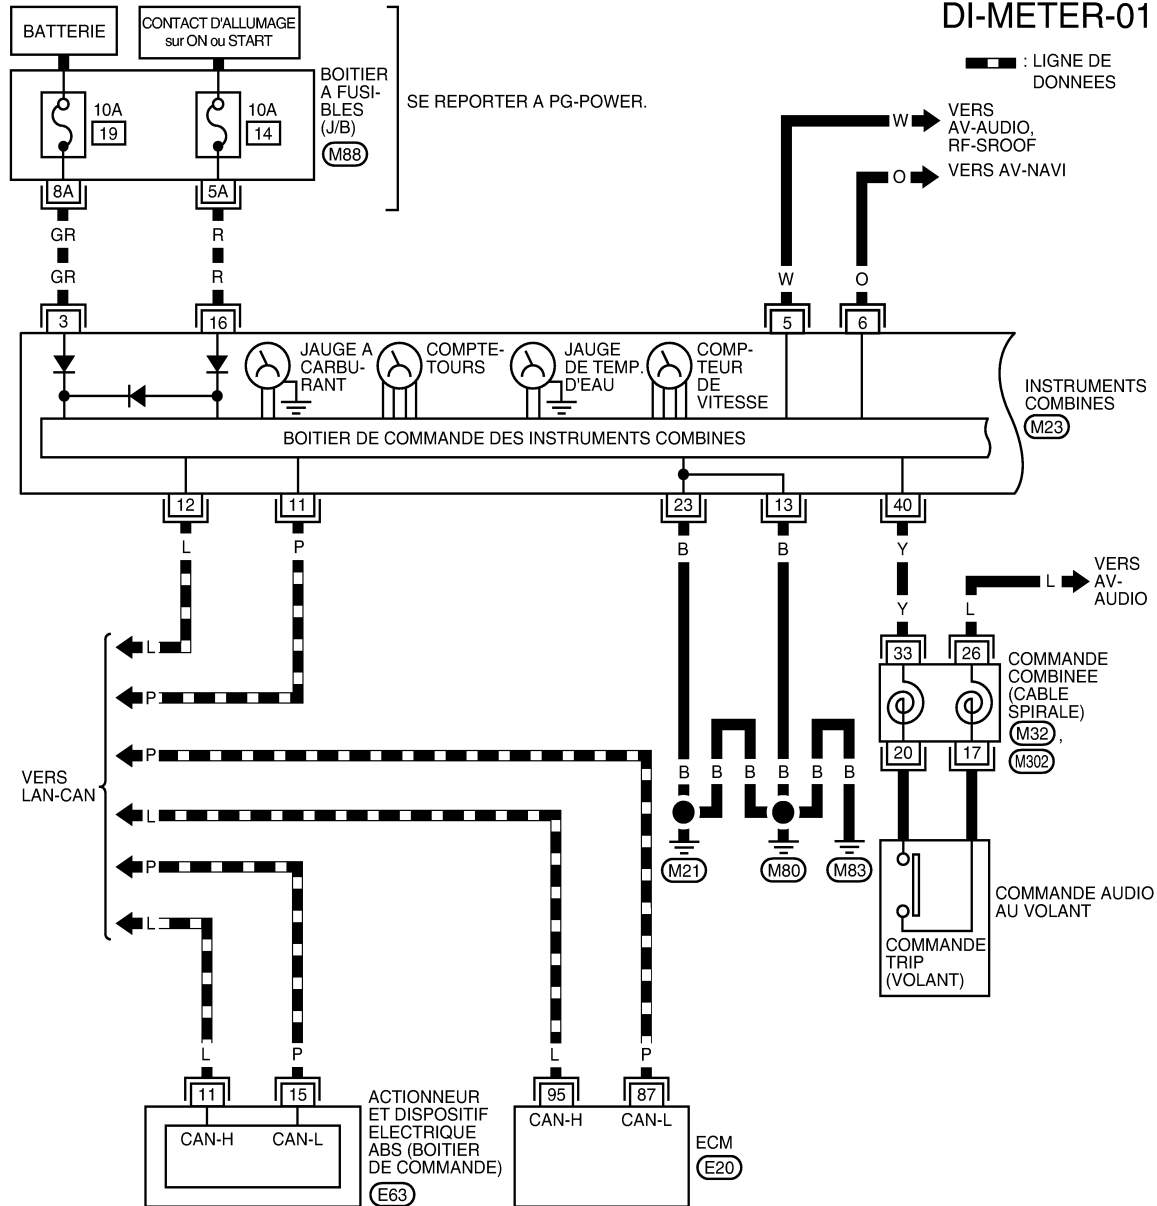 DI-METER-01
BATTERIE
CONTACT D'ALLUMAGE
sur ON ou START
BOITIER
A FUSI-
BLES
(J/B)
M88
10A
19
10A
14
8A
5A
SE REPORTER A PG-POWER.
: LIGNE DE
DONNEES
W
VERS
AV-AUDIO,
RF-SROOF
O
VERS AV-NAVI
GR
R
GR
R
W
O
3
16
5
6
JAUGE A
CARBU-
RANT
COMPTE-
TOURS
JAUGE
DE TEMP.
D'EAU
COMP-
TEUR
DE
VITESSE
INSTRUMENTS
COMBINES
M23
BOITIER DE COMMANDE DES INSTRUMENTS COMBINES
12
11
23
13
40
L
P
B
B
Y
L
VERS
AV-
AUDIO
Y
L
33
26
COMMANDE
COMBINEE
(CABLE
SPIRALE)
M32 ,
M302
20
17
VERS
LAN-CAN
L
P
P
L
P
L
B
B
B
B
B
B
M21
M80
M83
COMMANDE AUDIO
AU VOLANT
COMMANDE
TRIP
(VOLANT)
L
P
L
P
11
15
95
87
CAN-H
CAN-L
CAN-H
CAN-L
ACTIONNEUR
ET DISPOSITIF
ELECTRIQUE
ABS (BOITIER
DE COMMANDE)
E63
ECM
E20